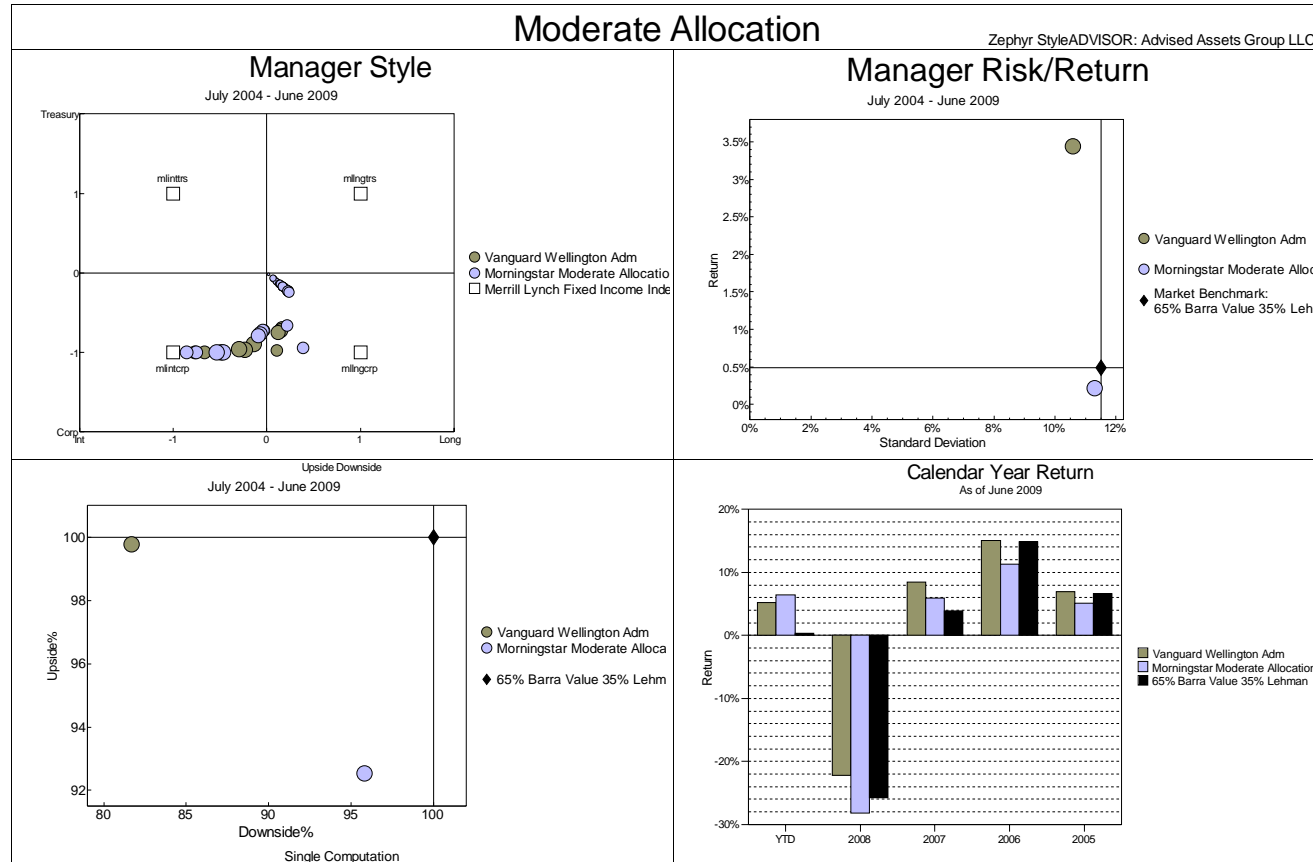 Moderate Allocation
Zephyr StyleADVISOR: Advised Assets Group LLC
Manager Style
July 2004 - June 2009
Treasury
mlinttrs
mllngtrs
1
0
-1
mlintcrp
mllngcrp
Corp
Int
-1
0
1
Long
Vanguard Wellington Adm
Morningstar Moderate Allocatio
Merrill Lynch Fixed Income Inde
Manager Risk/Return
July 2004 - June 2009
Return
3.5%
3%
2.5%
2%
1.5%
1%
0.5%
0%
0%
2%
4%
6%
8%
10%
12%
Standard Deviation
Vanguard Wellington Adm
Morningstar Moderate Alloc
Market Benchmark:
65% Barra Value 35% Leh
Upside Downside
July 2004 - June 2009
Upside%
100
98
96
94
92
80
85
90
95
100
Downside%
Single Computation
Vanguard Wellington Adm
Morningstar Moderate Alloca
65% Barra Value 35% Lehm
Calendar Year Return
As of June 2009
Return
20%
10%
0%
-10%
-20%
-30%
YTD
2008
2007
2006
2005
Vanguard Wellington Adm
Morningstar Moderate Allocation
65% Barra Value 35% Lehman